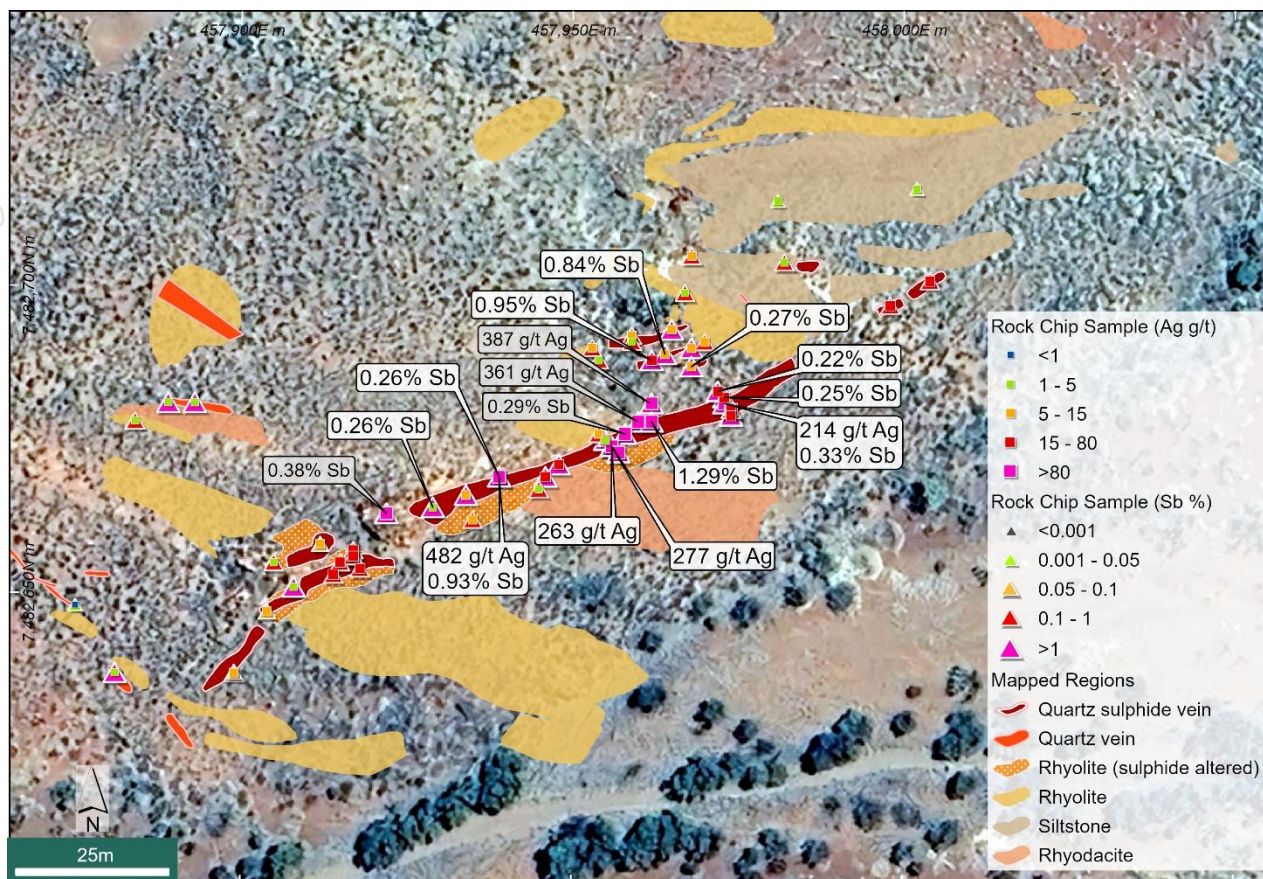 457,900E m
457,950E m
458,000E m
7,482,700N m
7,482,650N m
0.84% Sb
0.95% Sb
0.27% Sb
387 g/t Ag
361 g/t Ag
0.22% Sb
0.26% Sb
0.29% Sb
0.25% Sb
0.26% Sb
214 g/t Ag
0.33% Sb
0.38% Sb
1.29% Sb
482 g/t Ag
0.93% Sb
263 g/t Ag
277 g/t Ag
Rock Chip Sample (Ag g/t)
<1
1 - 5
5 - 15
15 - 80
>80
Rock Chip Sample (Sb %)
<0.001
0.001 - 0.05
0.05 - 0.1
0.1 - 1
>1
Mapped Regions
Quartz sulphide vein
Quartz vein
Rhyolite (sulphide altered)
Rhyolite
Siltstone
Rhyodacite
N
25m